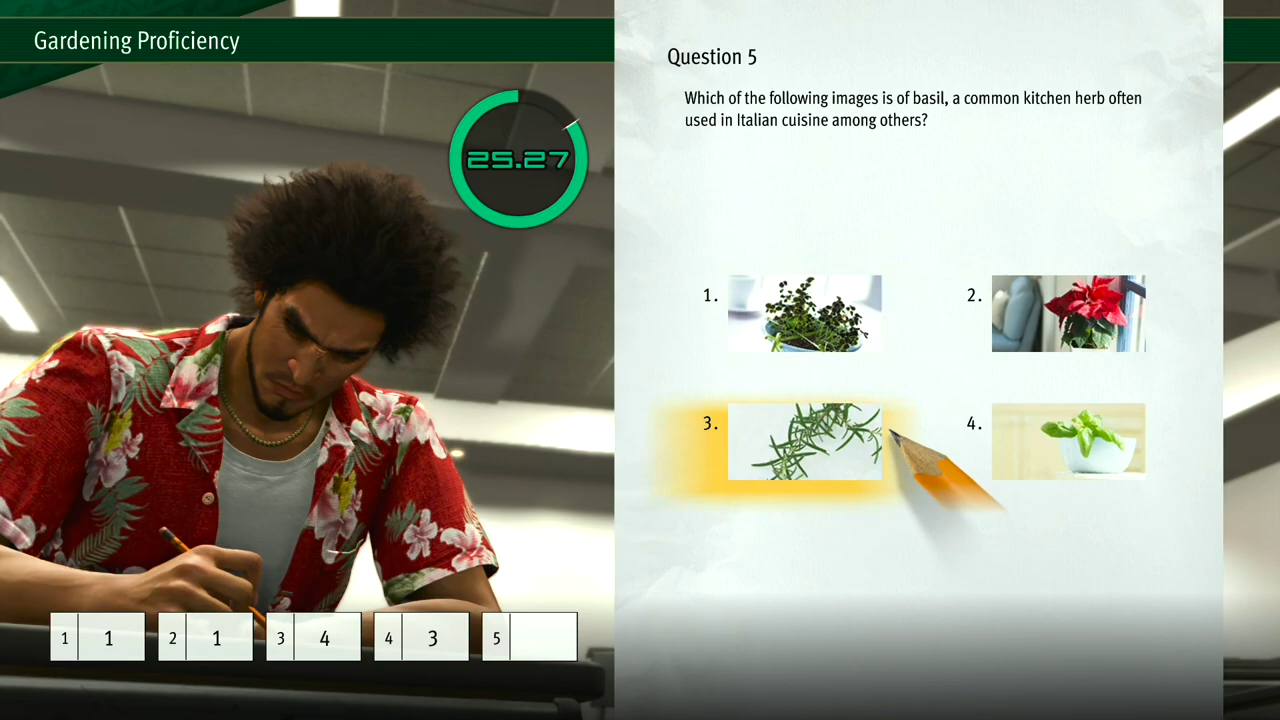 Gardening Proficiency
25.27
Question 5
Which of the following images is of basil, a common kitchen herb often
used in Italian cuisine among others?
1.
2.
3.
4.
1 1
2 1
3 4
4 3
5